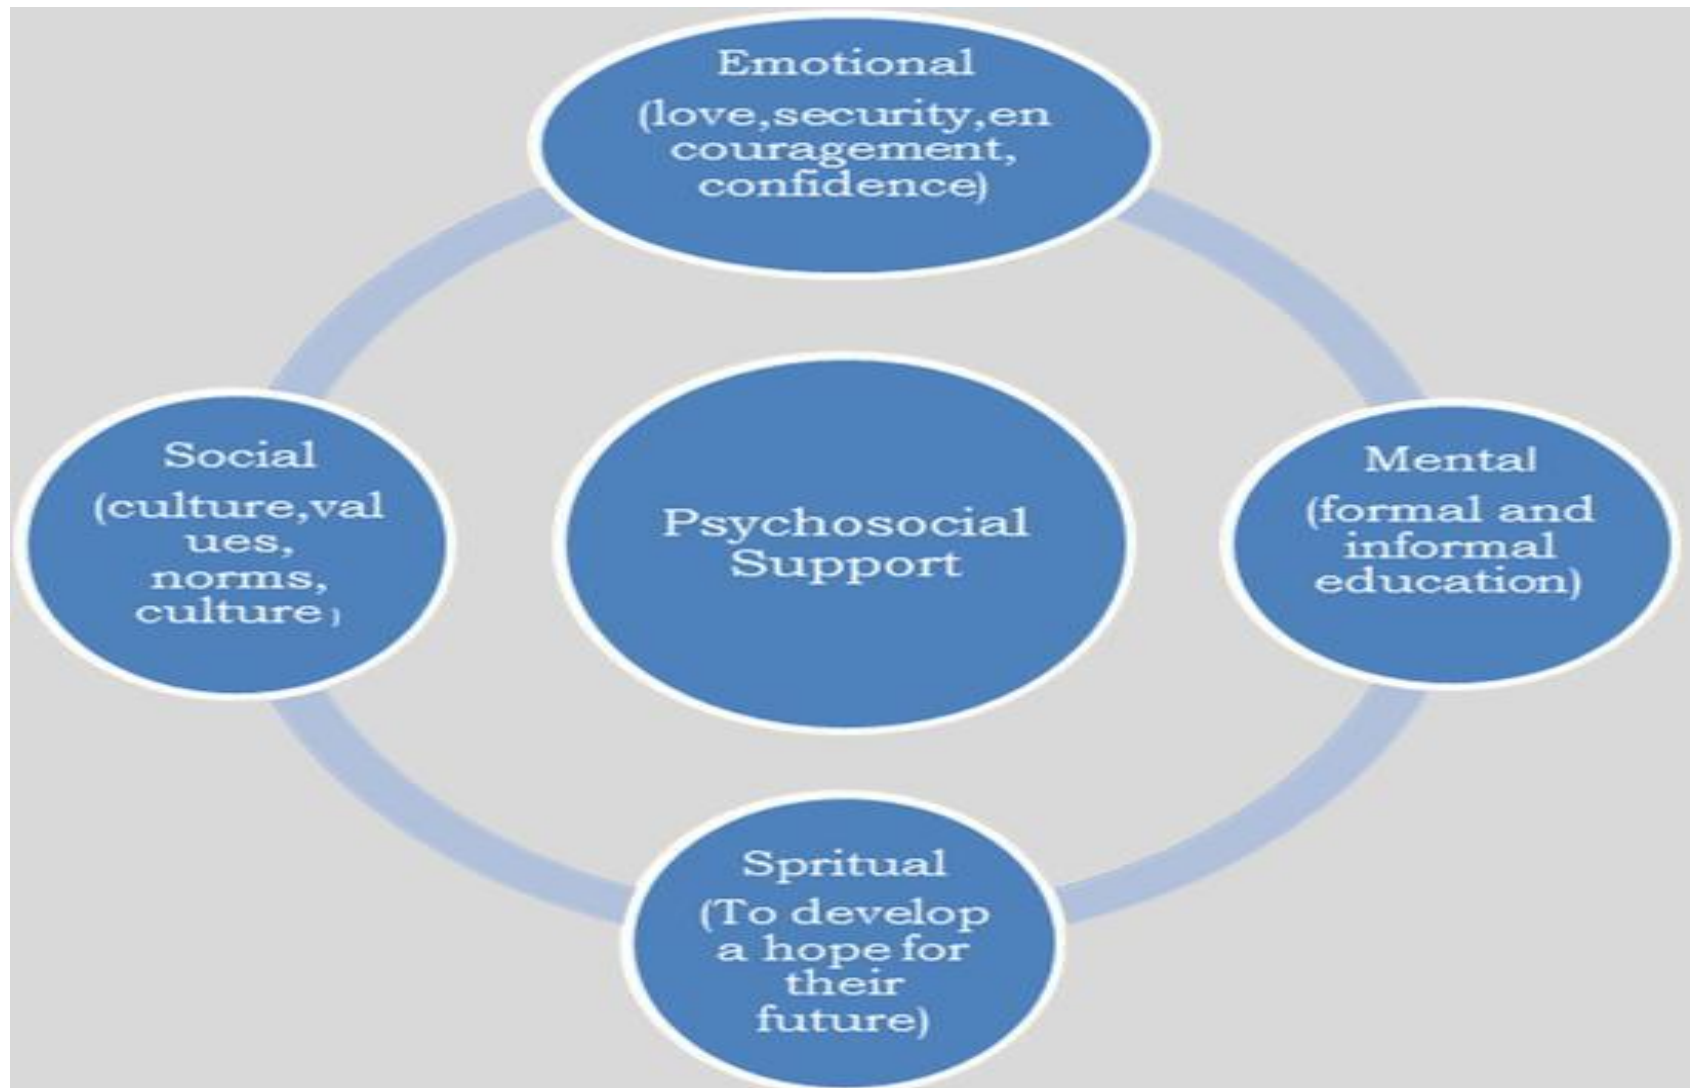 Emotional
(love,security,en
couragement,
confidence)
Social
(culture,val
ues,
norms,
culture )
Psychosocial
Support
Mental
(formal and
informal
education)
Spritual
(To develop
a hope for
their
future)